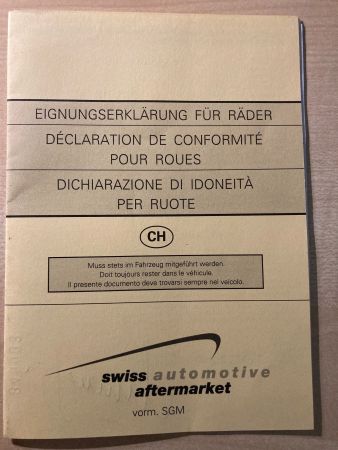 EIGNUNGSERKLÄRUNG FÜR RÄDER
DÉCLARATION DE CONFORMITÉ
POUR ROUES
DICHIARAZIONE DI IDONEITÀ
PER RUOTE
CH
Muss stets im Fahrzeug mitgeführt werden.
Doit toujours rester dans le véhicule.
Il presente documento deve trovarsi sempre nel veicolo.
swiss automotive
aftermarket
vorm. SGM